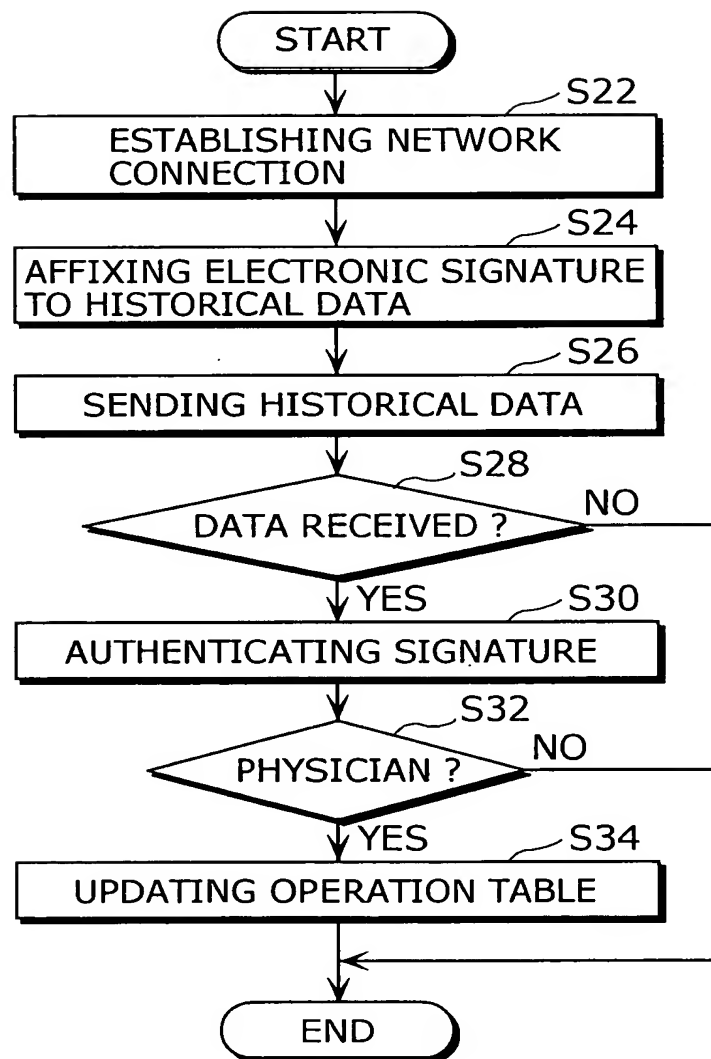 START
S22
ESTABLISHING NETWORK
CONNECTION
S24
AFFIXING ELECTRONIC SIGNATURE
TO HISTORICAL DATA
S26
SENDING HISTORICAL DATA
S28
DATA RECEIVED ?
NO
YES
S30
AUTHENTICATING SIGNATURE
S32
PHYSICIAN ?
NO
YES
S34
UPDATING OPERATION TABLE
END